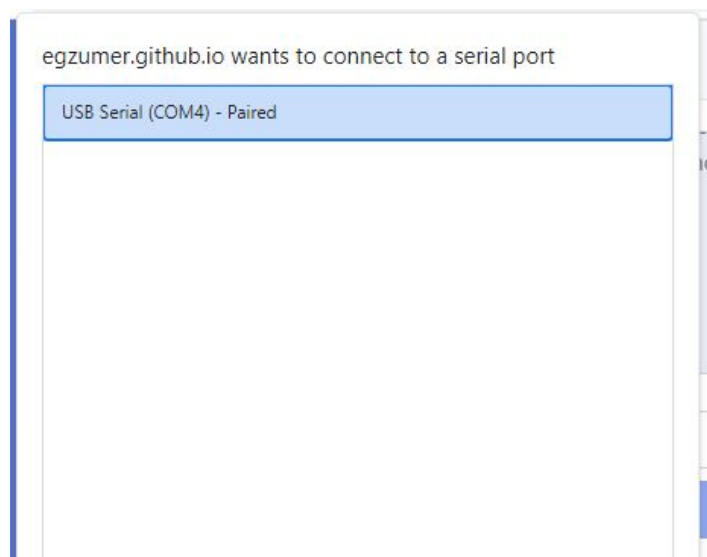 egzumer.github.io wants to connect to a serial port
USB Serial (COM4) - Paired